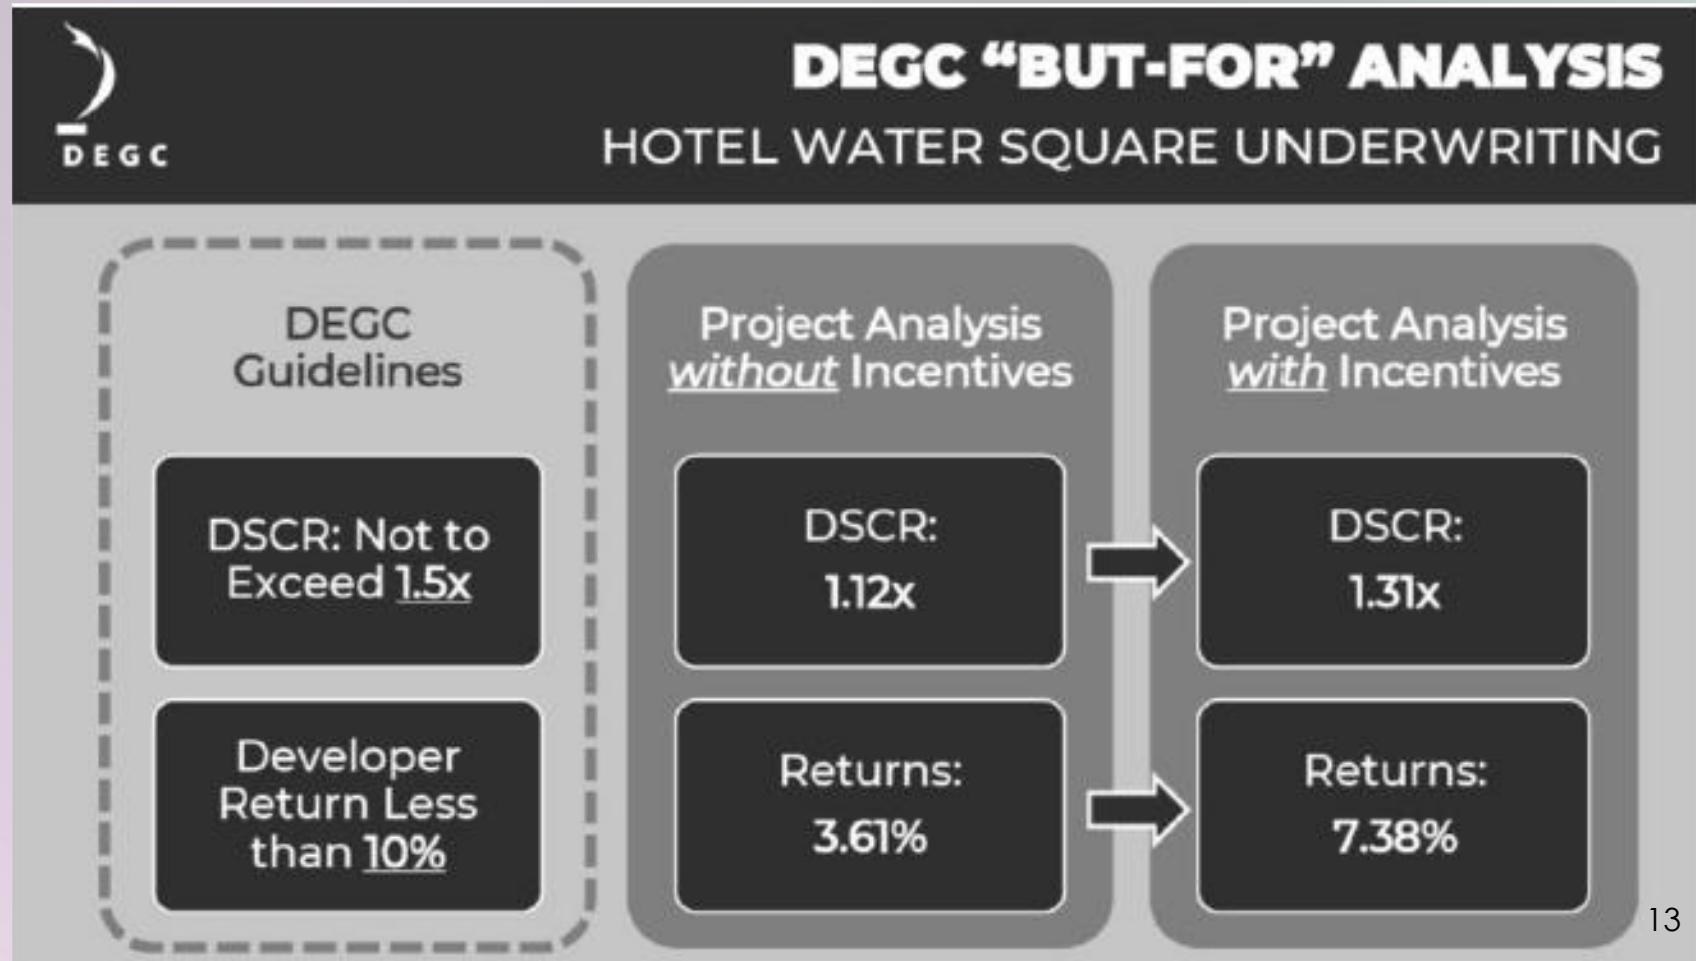 DEGC
DEGC “BUT-FOR” ANALYSIS
HOTEL WATER SQUARE UNDERWRITING
DEGC
Guidelines
DSCR: Not to
Exceed 1.5x
Developer
Return Less
than 10%
Project Analysis
without Incentives
DSCR:
1.12x
Returns:
3.61%
Project Analysis
with Incentives
DSCR:
1.31x
Returns:
7.38%
13